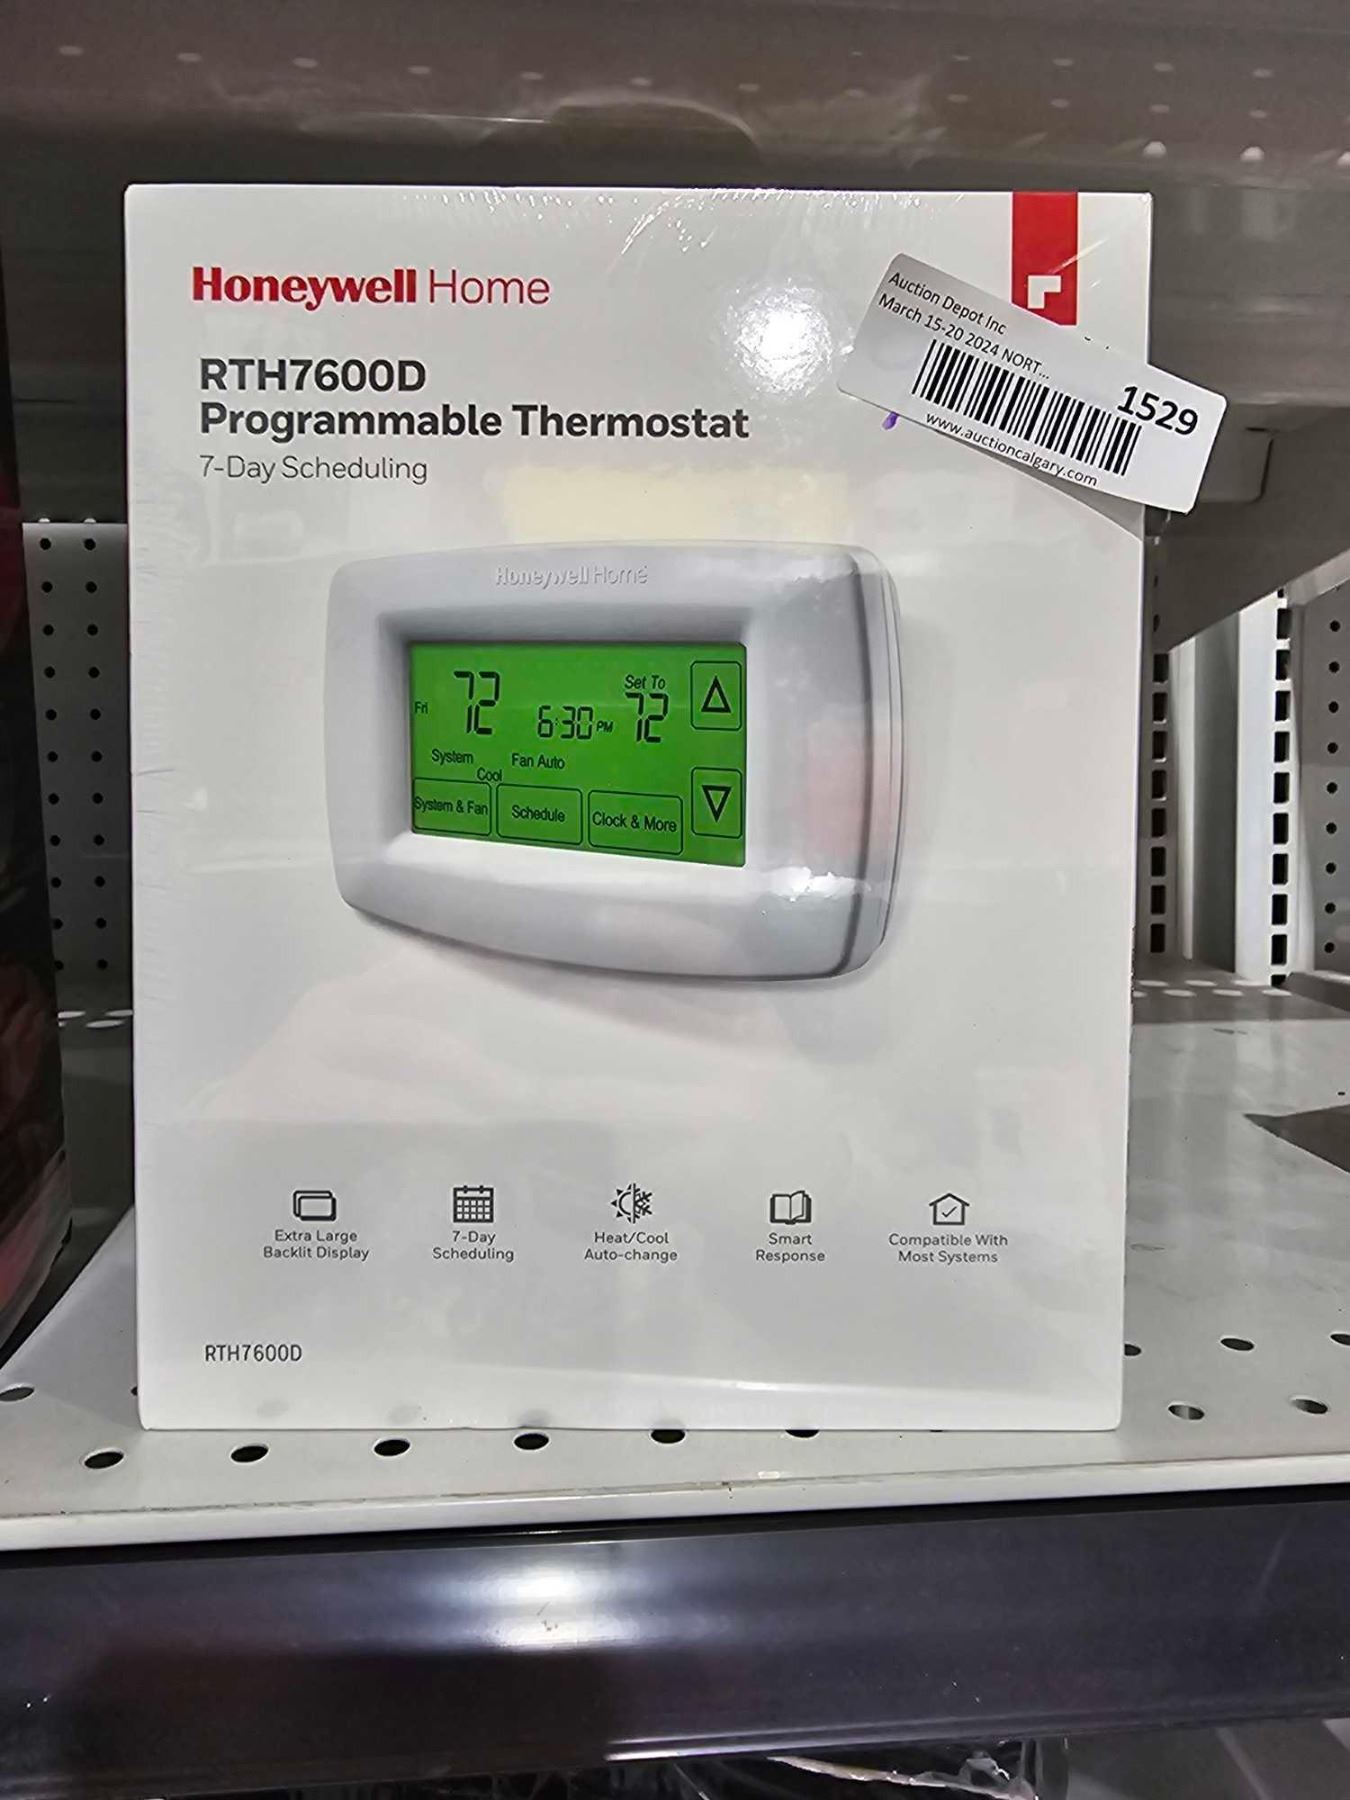 Honeywell Home
RTH7600D
Programmable Thermostat
7-Day Scheduling
Auction Depot Inc
March 15-20 2024 NORT...
1529
www.auctioncalgary.com
Honeywell Home
Fri 72 6:30 PM Set To 72
System Cool Fan Auto
System & Fan Schedule Clock & More
Extra Large Backlit Display
7-Day Scheduling
Heat/Cool Auto-change
Smart Response
Compatible With Most Systems
RTH7600D